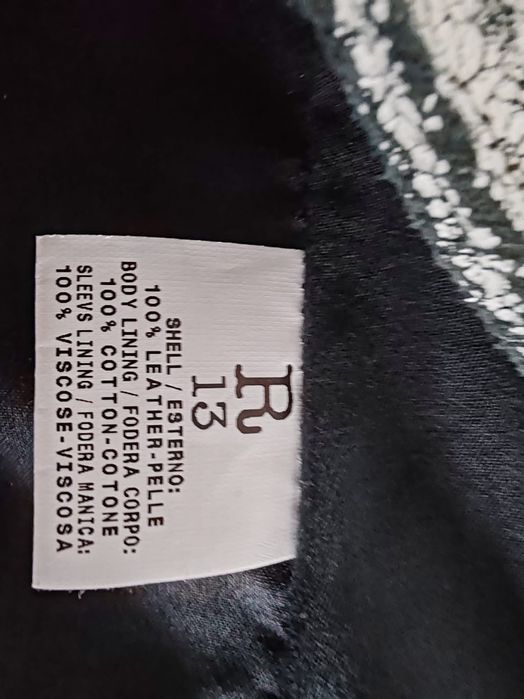 R
13
SHELL / ESTERNO:
100% LEATHER-PELLE
BODY LINING / FODERA CORPO:
100% COTTON-COTONE
SLEEVS LINING / FODERA MANICA:
100% VISCOSE-VISCOSA